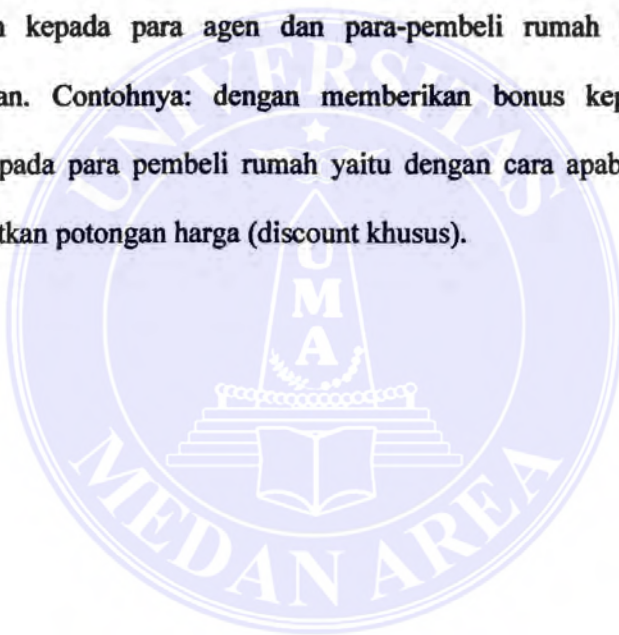 kepada para agen dan para-pembeli rumah
an. Contohnya: dengan memberikan bonus kep
pada para pembeli rumah yaitu dengan cara apab
tkan potongan harga (discount khusus).
UNIVERSITAS
UMA
MEDAN AREA